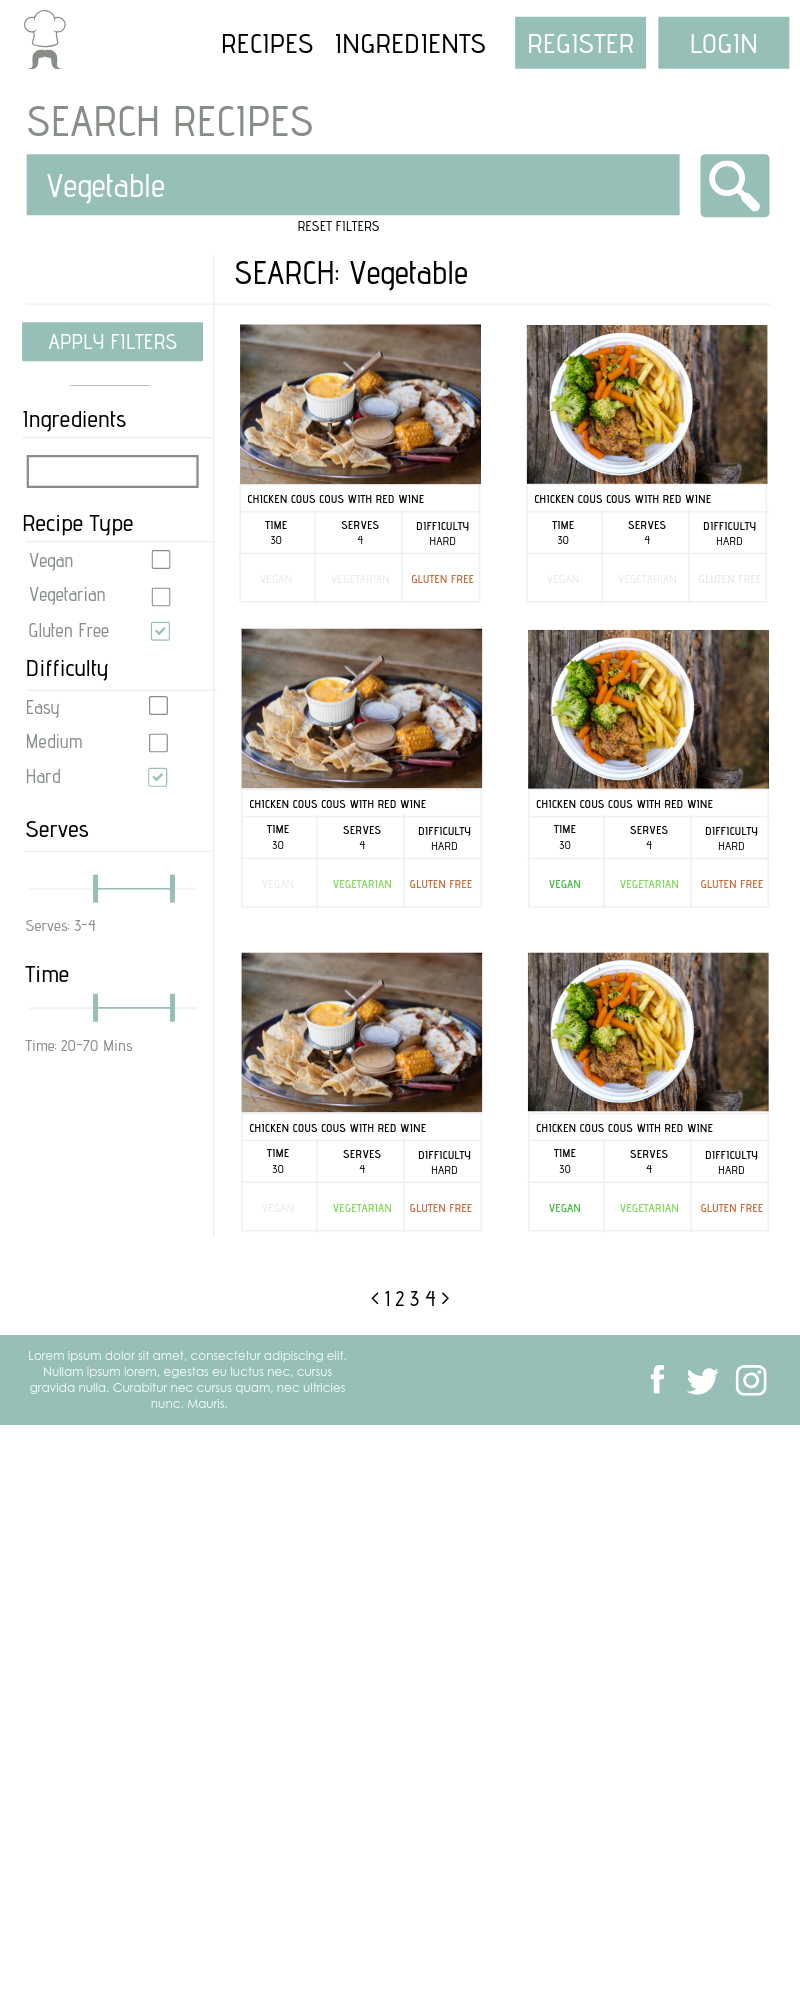 RECIPES INGREDIENTS REGISTER LOGIN
SEARCH RECIPES
Vegetable
RESET FILTERS
SEARCH: Vegetable
APPLY FILTERS
Ingredients
Recipe Type
Vegan
Vegetarian
Gluten Free
Difficulty
Easy
Medium
Hard
Serves
Serves: 3-4
Time
Time: 20-70 Mins
CHICKEN COUS COUS WITH RED WINE
TIME SERVES DIFFICULTY
30 4 HARD
VEGAN VEGETARIAN GLUTEN FREE
CHICKEN COUS COUS WITH RED WINE
TIME SERVES DIFFICULTY
30 4 HARD
VEGAN VEGETARIAN GLUTEN FREE
CHICKEN COUS COUS WITH RED WINE
TIME SERVES DIFFICULTY
30 4 HARD
VEGAN VEGETARIAN GLUTEN FREE
CHICKEN COUS COUS WITH RED WINE
TIME SERVES DIFFICULTY
30 4 HARD
VEGAN VEGETARIAN GLUTEN FREE
CHICKEN COUS COUS WITH RED WINE
TIME SERVES DIFFICULTY
30 4 HARD
VEGAN VEGETARIAN GLUTEN FREE
CHICKEN COUS COUS WITH RED WINE
TIME SERVES DIFFICULTY
30 4 HARD
VEGAN VEGETARIAN GLUTEN FREE
< 1 2 3 4 >
Lorem ipsum dolor sit amet, consectetur adipiscing elit.
Nullam ipsum lorem, egestas eu luctus nec, cursus
gravida nulla. Curabitur nec cursus quam, nec ultricies
nunc. Mauris.